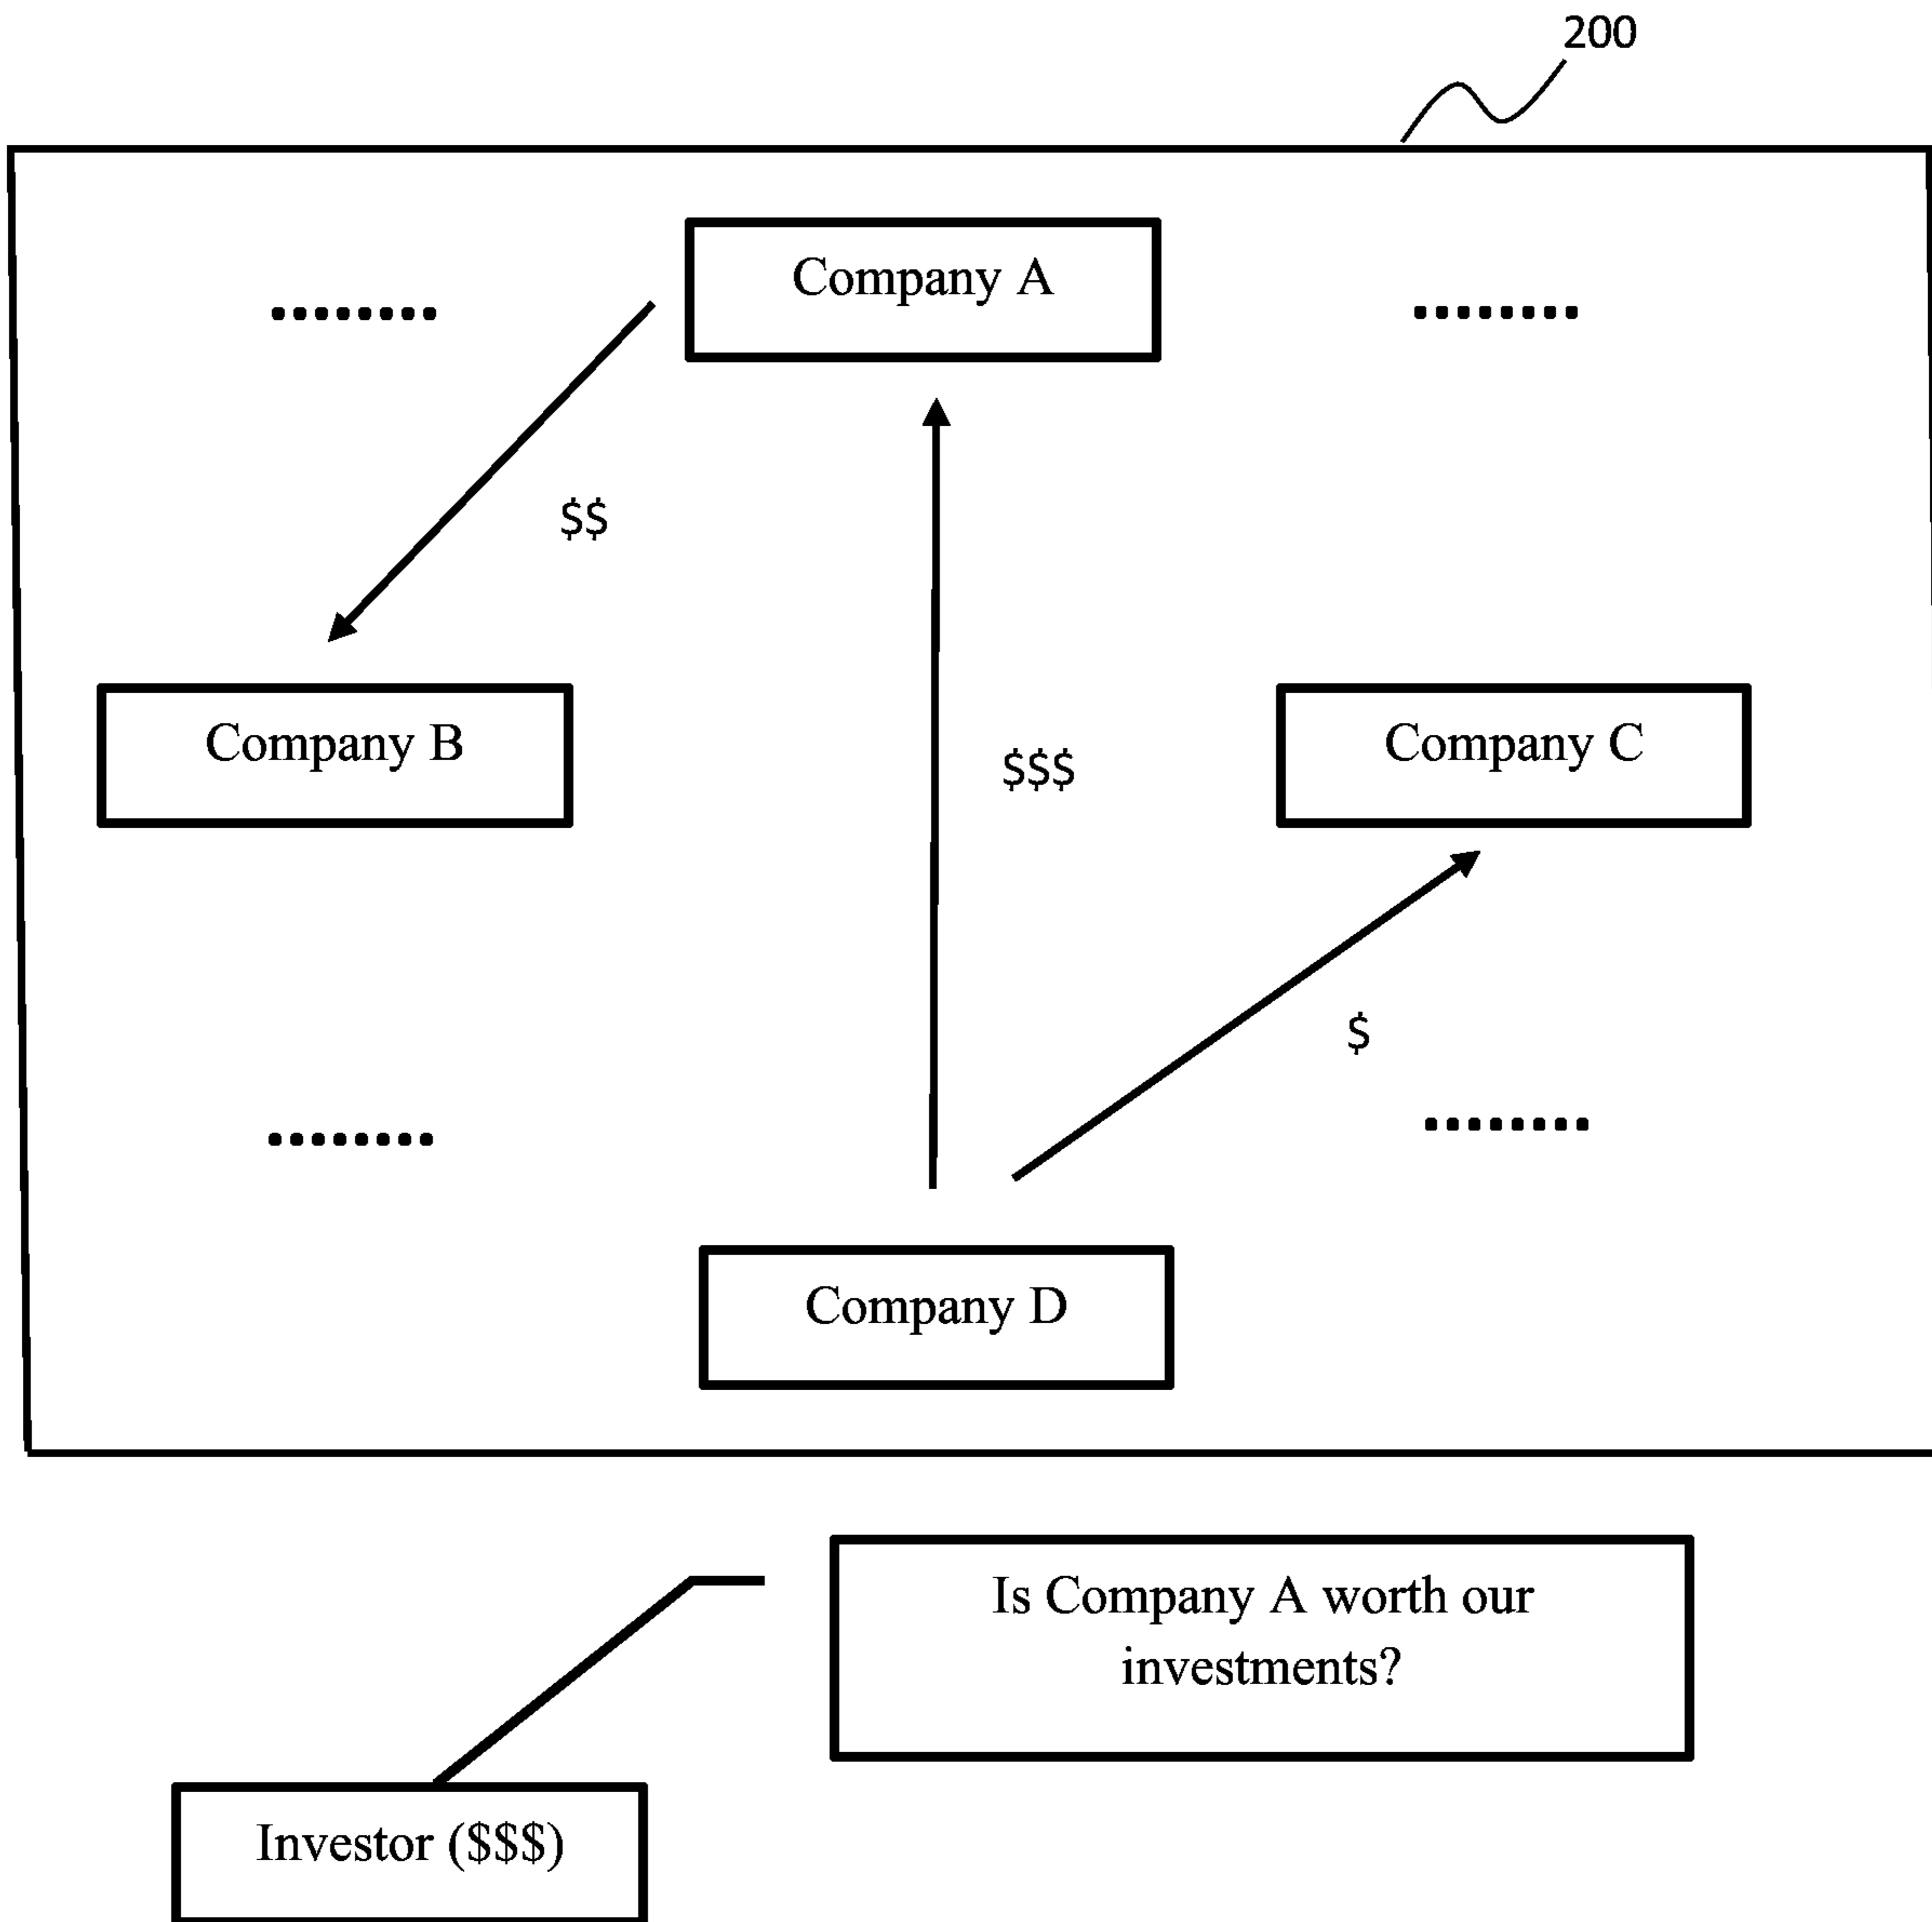 200
Company A
$$
Company B
$$$
Company C
$
Company D
Is Company A worth our
investments?
Investor ($$$)